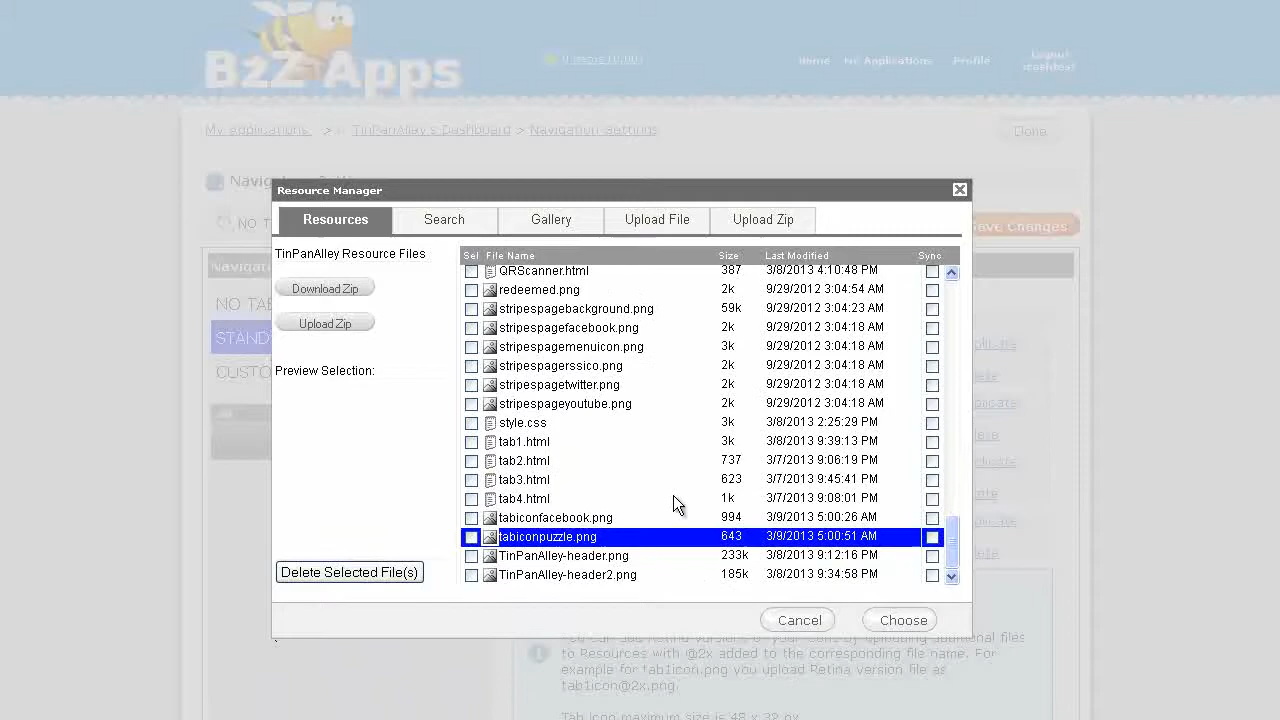 B2Z Apps
Home My Applications Profile Logout
My applications > TinPanAlley's Dashboard > Navigation Settings
Done
Resource Manager
Resources Search Gallery Upload File Upload Zip
NO
Save Changes
TinPanAlley Resource Files
Download Zip
Upload Zip
Preview Selection:
Delete Selected File(s)
Sel File Name Size Last Modified Sync
QRScanner.html 387 3/8/2013 4:10:48 PM
redeemed.png 2k 9/29/2012 3:04:54 AM
stripespagebackground.png 59k 9/29/2012 3:04:23 AM
stripespagefacebook.png 2k 9/29/2012 3:04:18 AM
stripespagemenuicon.png 3k 9/29/2012 3:04:18 AM
stripespagerssico.png 2k 9/29/2012 3:04:18 AM
stripespagetwitter.png 2k 9/29/2012 3:04:18 AM
stripespageyoutube.png 2k 9/29/2012 3:04:18 AM
style.css 3k 3/8/2013 2:25:29 PM
tab1.html 3k 3/8/2013 9:39:13 PM
tab2.html 737 3/7/2013 9:06:19 PM
tab3.html 623 3/7/2013 9:45:41 PM
tab4.html 1k 3/7/2013 9:08:01 PM
tabiconfacebook.png 994 3/9/2013 5:00:26 AM
tabiconpuzzle.png 643 3/9/2013 5:00:51 AM
TinPanAlley-header.png 233k 3/8/2013 9:12:16 PM
TinPanAlley-header2.png 185k 3/8/2013 9:34:58 PM
Cancel Choose
NO TAB
STAND
CUSTO
to Resources with @2x added to the corresponding file name. For
example for tab1icon.png you upload Retina version file as
tab1icon@2x.png.
Tab Icon maximum size is 48 x 32 px